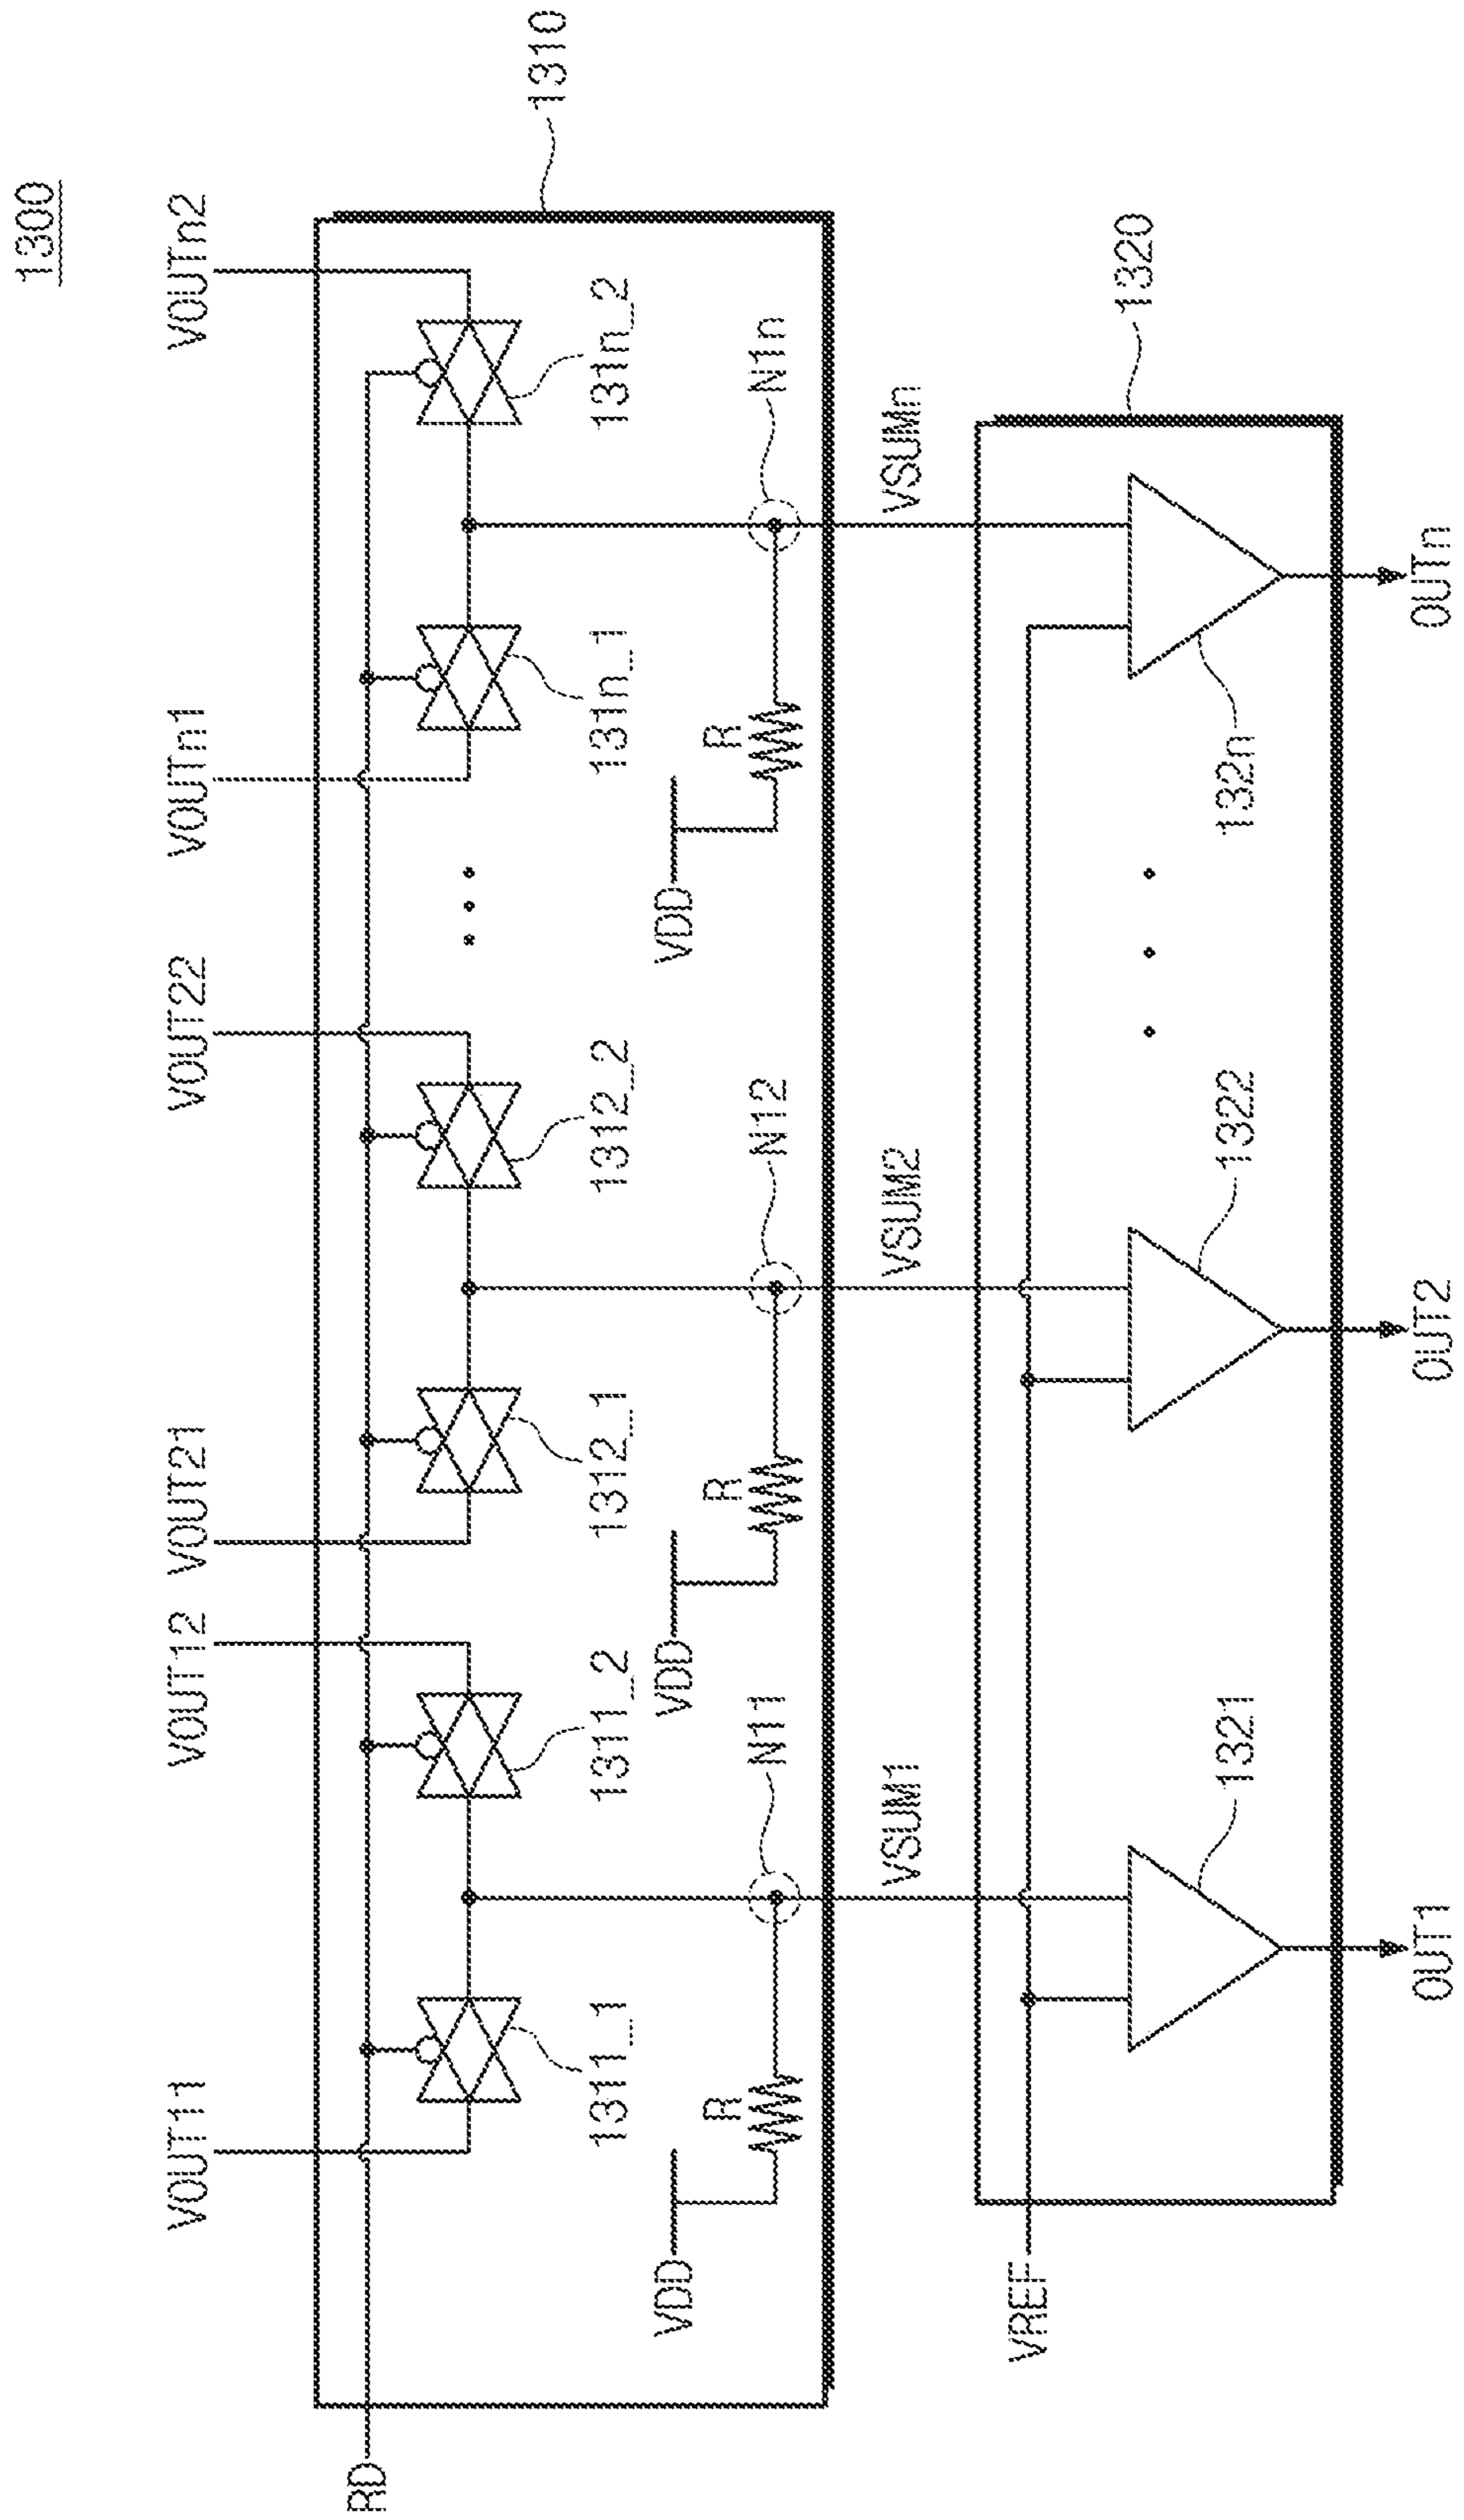 1300
VOUT11
VOUT12
VOUT21
VOUT22
VOUTn1
VOUTn2
RD
1310
1311_1
1311_2
1312_1
1312_2
131n_1
131n_2
R
R
R
VDD
VDD
VDD
N11
N12
N1n
VSUM1
VSUM2
VSUMn
VREF
1320
1321
1322
132n
OUT1
OUT2
OUTn